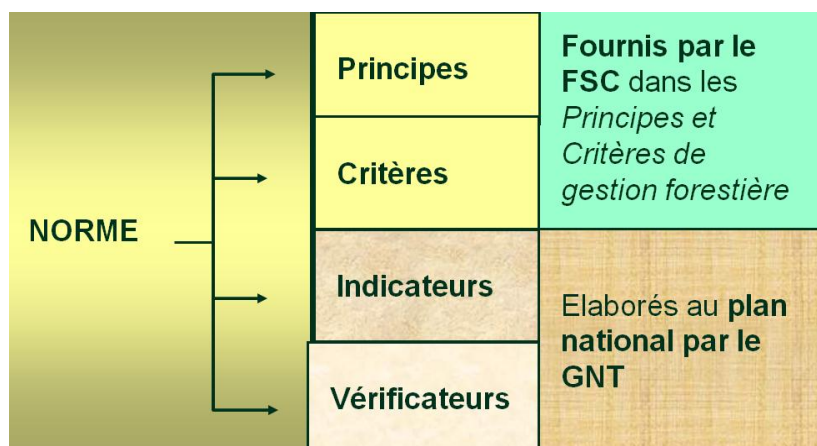 NORME
Principes
Critères
Indicateurs
Vérificateurs
Fournis par le
FSC dans les
Principes et
Critères de
gestion forestière
Elaborés au plan
national par le
GNT